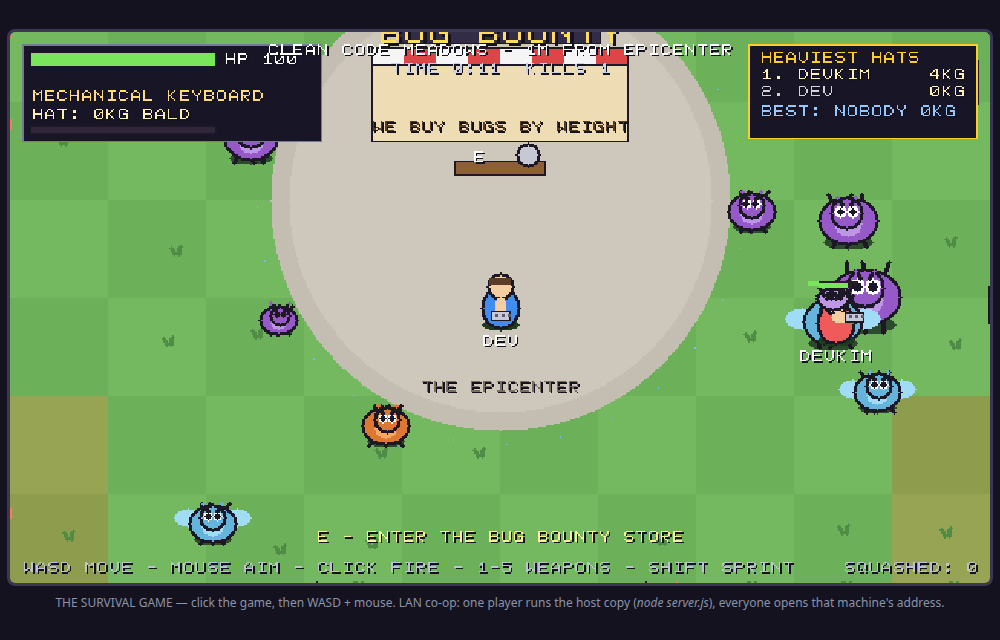 BUG BOUNTY
CLEAN CODE MEADOWS - 1M FROM EPICENTER
HP 100
TIME 0:11 KILLS 1
MECHANICAL KEYBOARD
HAT: 0KG BALD
HEAVIEST HATS
1. DEVKIM 4KG
2. DEV 0KG
BEST: NOBODY 0KG
WE BUY BUGS BY WEIGHT
E
DEV
DEVKIM
THE EPICENTER
E - ENTER THE BUG BOUNTY STORE
WASD MOVE - MOUSE AIM - CLICK FIRE - 1-5 WEAPONS - SHIFT SPRINT
SQUASHED: 0
THE SURVIVAL GAME — click the game, then WASD + mouse. LAN co-op: one player runs the host copy (node server.js), everyone opens that machine's address.